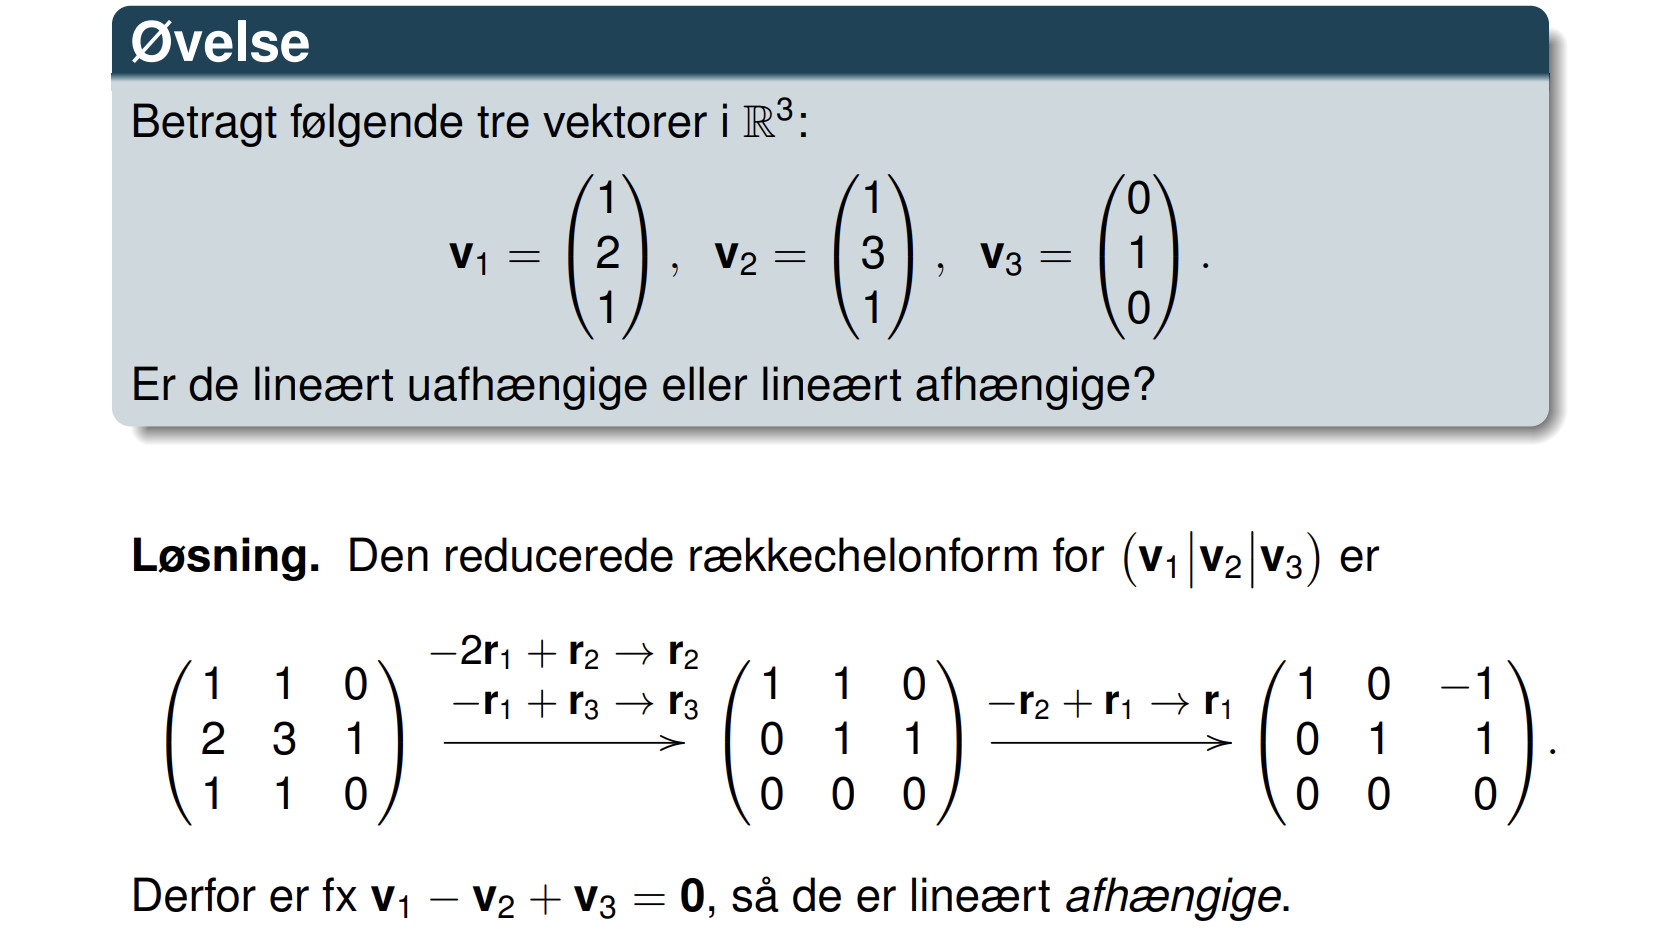 Øvelse
Betragt følgende tre vektorer i ℝ³:
v₁ = (1 2 1), v₂ = (1 3 1), v₃ = (0 1 0).
Er de lineært uafhængige eller lineært afhængige?
Løsning. Den reducerede rækkechelonform for (v₁|v₂|v₃) er
−2r₁ + r₂ → r₂
−r₁ + r₃ → r₃
−r₂ + r₁ → r₁
1 1 0 1 1 0 1 0 −1
2 3 1 0 1 1 0 1 1 .
1 1 0 0 0 0 0 0 0
Derfor er fx v₁ − v₂ + v₃ = 0, så de er lineært afhængige.